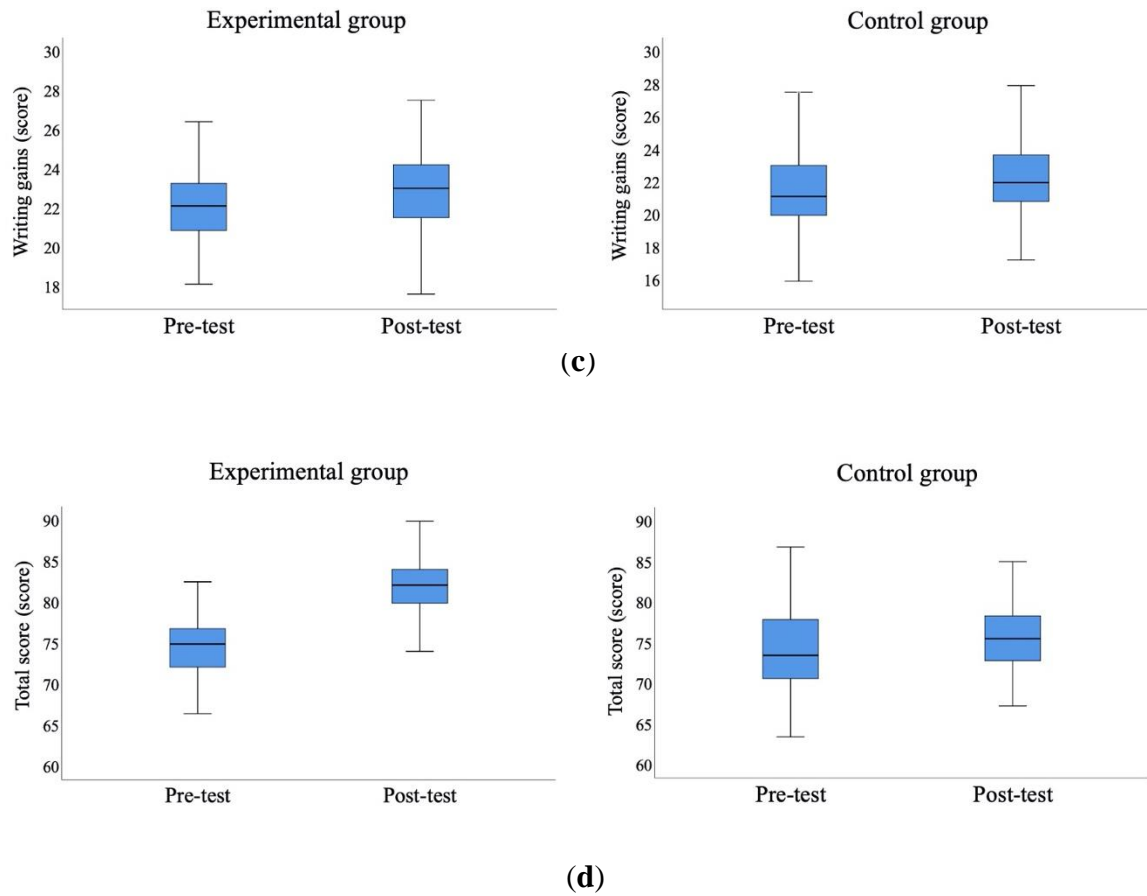 Experimental group
Writing gains (score)
30
28
26
24
22
20
18
Pre-test Post-test
Control group
Writing gains (score)
30
28
26
24
22
20
18
16
Pre-test Post-test
(c)
Experimental group
Total score (score)
90
85
80
75
70
65
60
Pre-test Post-test
Control group
Total score (score)
90
85
80
75
70
65
60
Pre-test Post-test
(d)